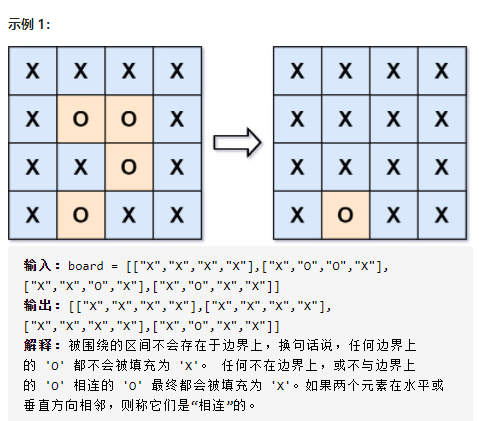 示例 1:
X X X X X X X X
X O O X X X X X
X X O X X X X X
X O X X X O X X
输入：board = [["X","X","X","X"],["X","O","O","X"],
["X","X","O","X"],["X","O","X","X"]]
输出：[["X","X","X","X"],["X","X","X","X"],
["X","X","X","X"],["X","O","X","X"]]
解释：被围绕的区间不会存在于边界上，换句话说，任何边界上
的 'O' 都不会被填充为 'X'。 任何不在边界上，或不与边界上
的 'O' 相连的 'O' 最终都会被填充为 'X'。如果两个元素在水平或
垂直方向相邻，则称它们是“相连”的。